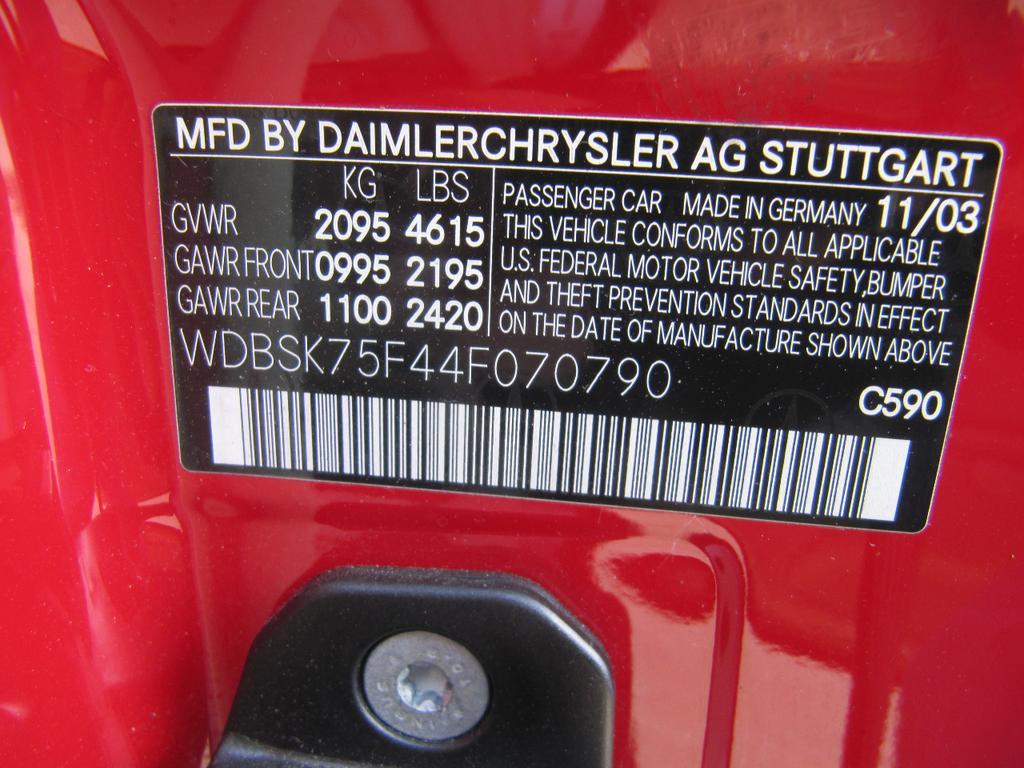 MFD BY DAIMLERCHRYSLER AG STUTTGART
KG LBS
GVWR 2095 4615
GAWR FRONT 0995 2195
GAWR REAR 1100 2420
PASSENGER CAR MADE IN GERMANY 11/03
THIS VEHICLE CONFORMS TO ALL APPLICABLE
U.S. FEDERAL MOTOR VEHICLE SAFETY,BUMPER
AND THEFT PREVENTION STANDARDS IN EFFECT
ON THE DATE OF MANUFACTURE SHOWN ABOVE
WDBSK75F44F070790
C590